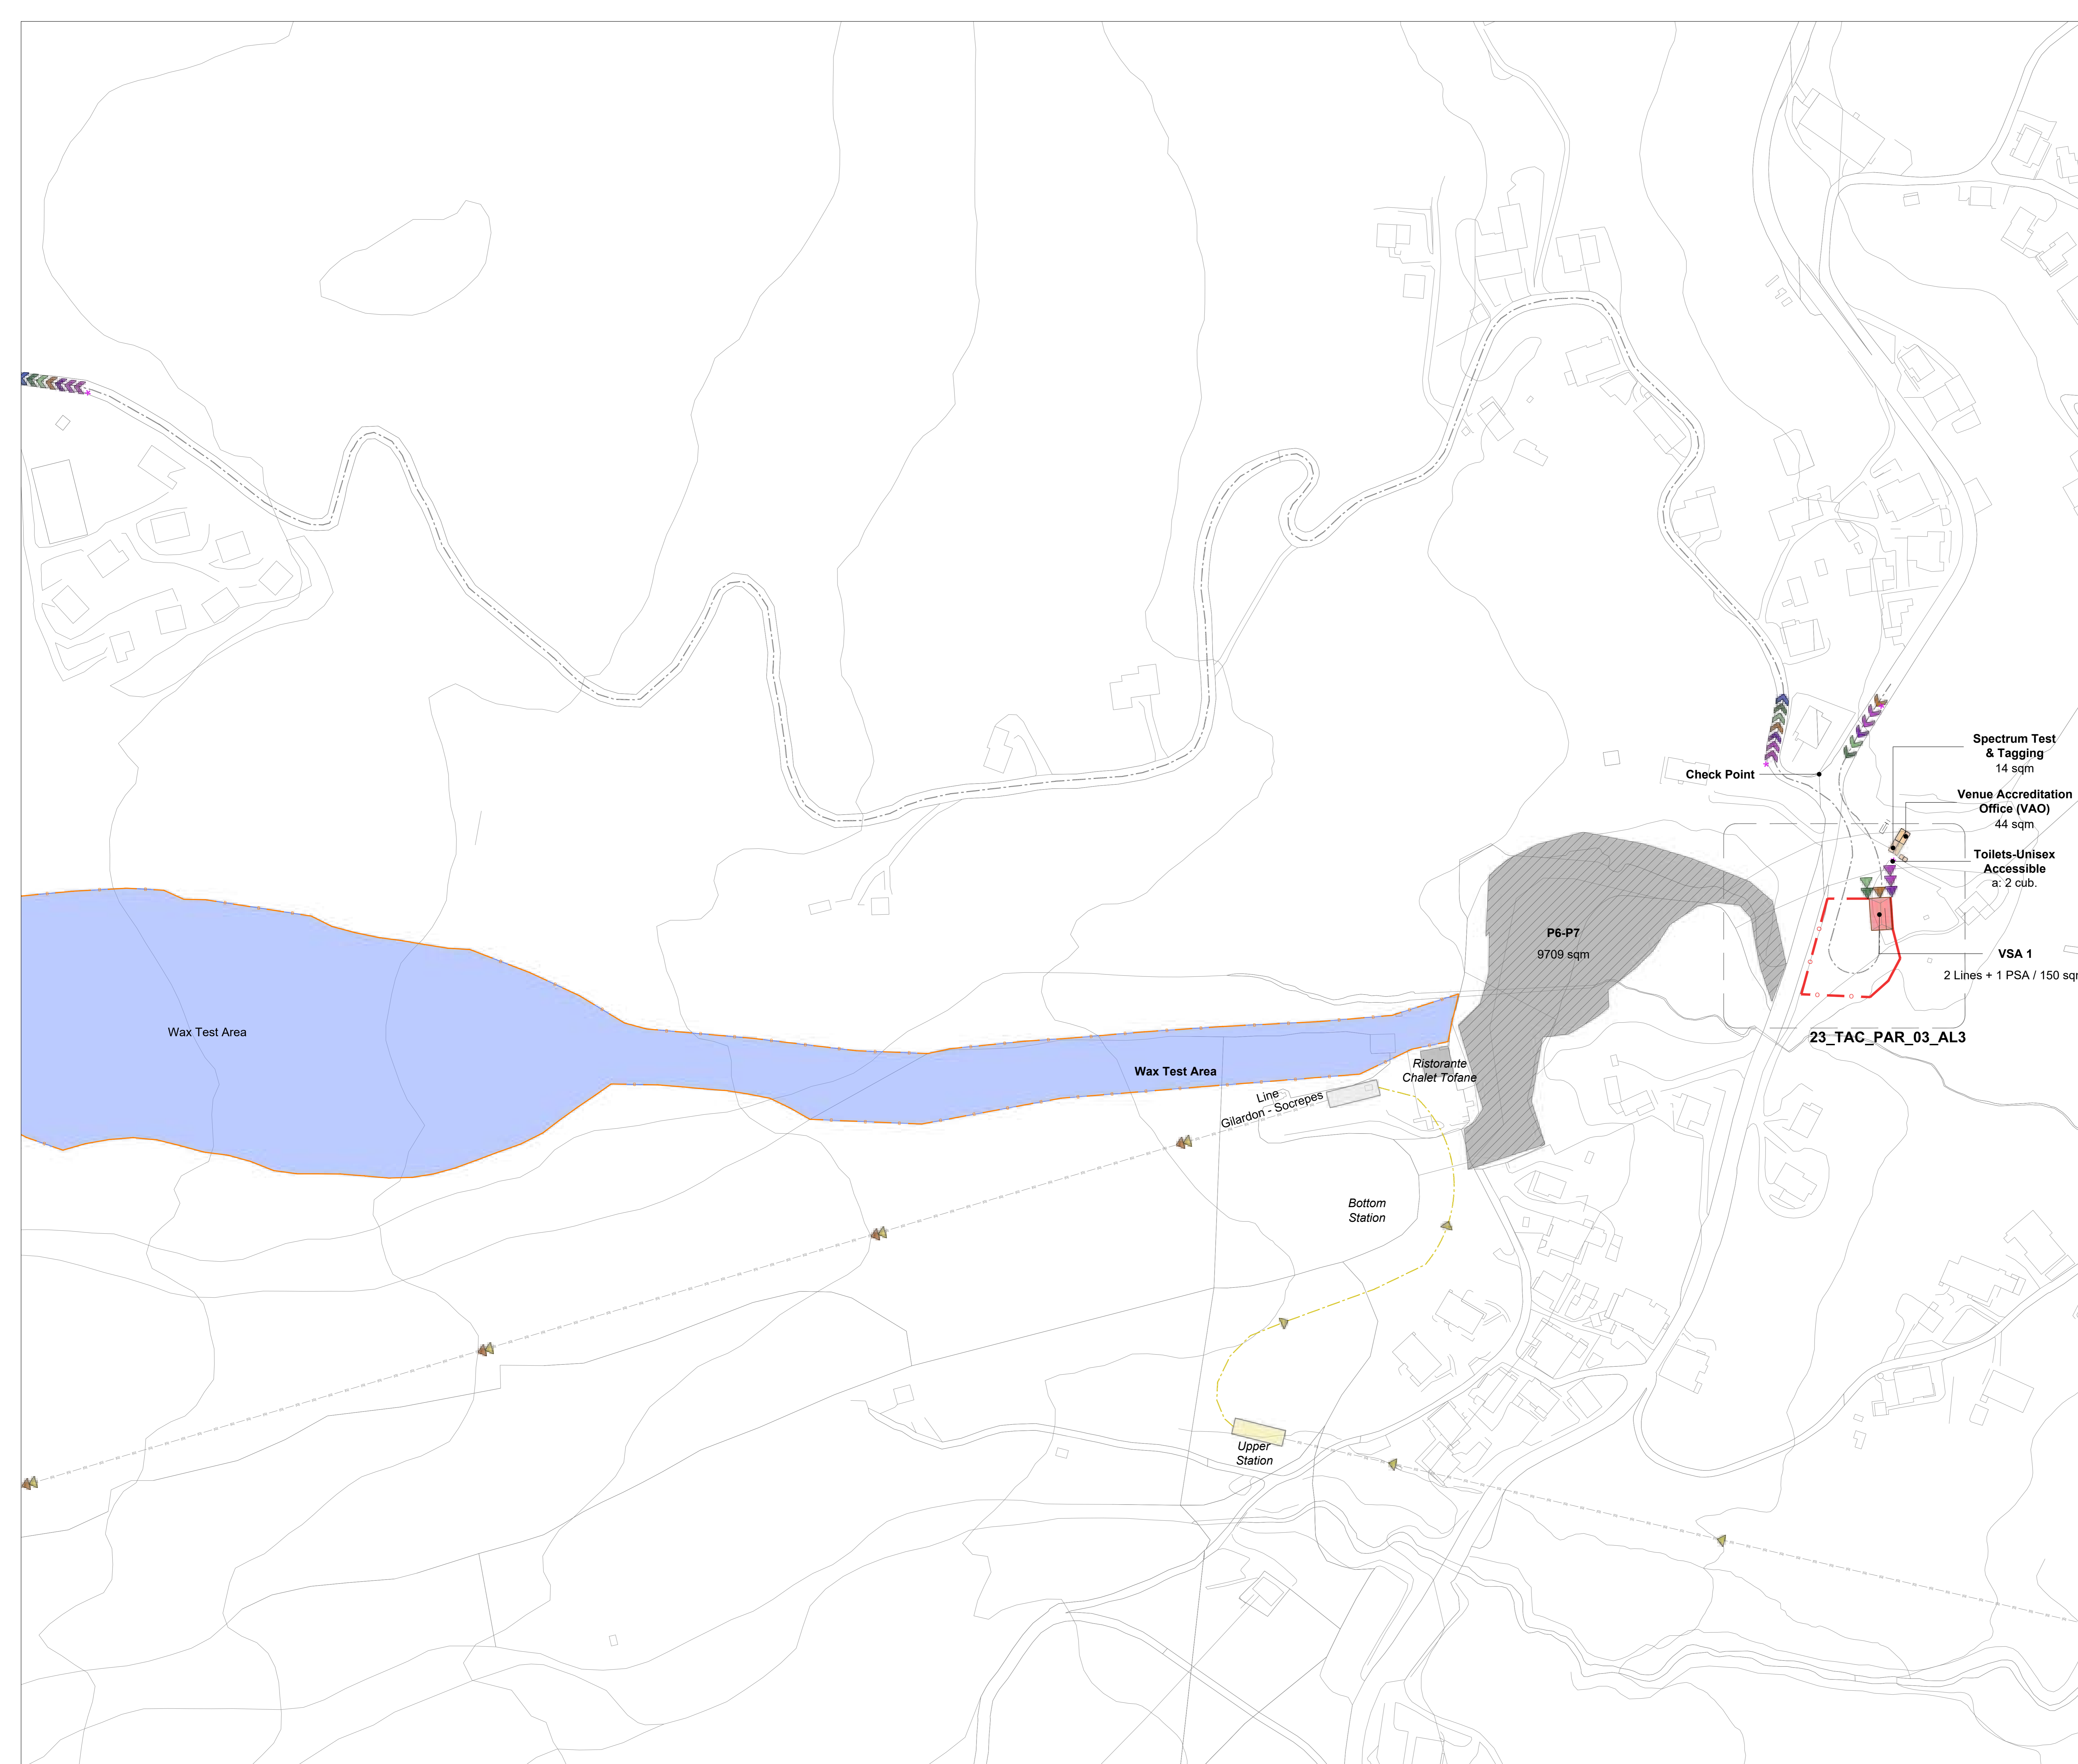 Spectrum Test
& Tagging
14 sqm
Check Point
Venue Accreditation
Office (VAO)
44 sqm
Toilets-Unisex
Accessible
a: 2 cub.
P6-P7
9709 sqm
VSA 1
2 Lines + 1 PSA / 150 sq
23_TAC_PAR_03_AL3
Wax Test Area
Wax Test Area
Ristorante
Chalet Tofane
Line
Gilardon - Socrepes
Bottom
Station
Upper
Station